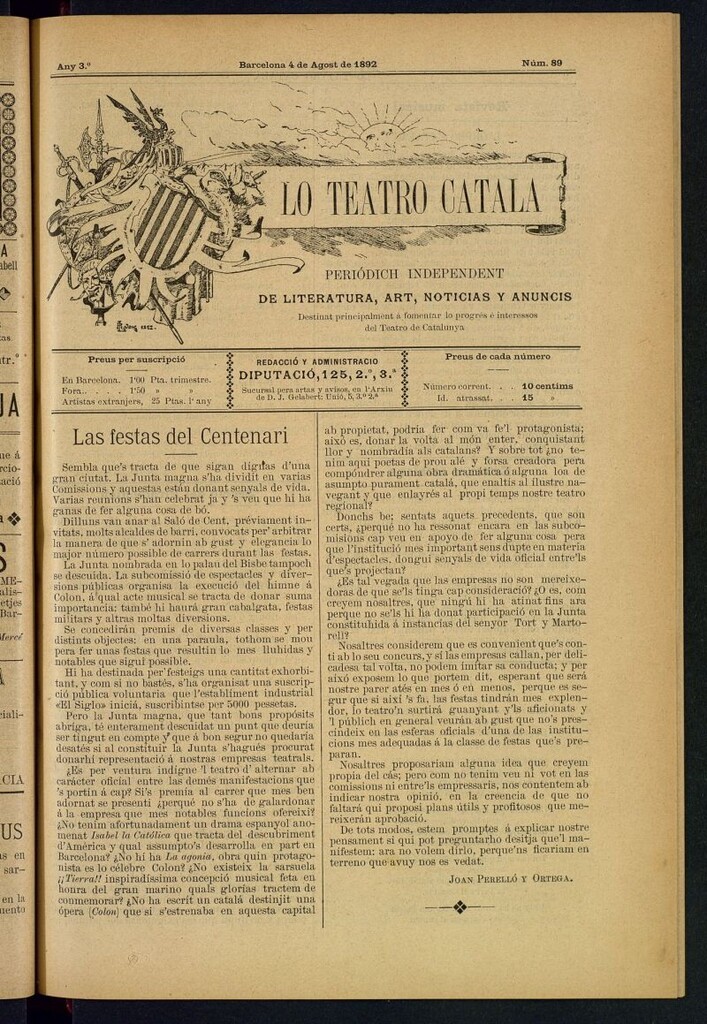 Any 3.º
Barcelona 4 de Agost de 1892
Núm. 89
LO TEATRO CATALA
PERIÓDICH INDEPENDENT
DE LITERATURA, ART, NOTICIAS Y ANUNCIS
Destinat principalment á fomentar lo progrés é interessos
del Teatro de Catalunya
Preus per suscripció
En Barcelona. 1'00 Pta. trimestre.
Fora.. . . . 1'50 » »
Artistas extranjers, 25 Ptas. l'any
REDACCIÓ Y ADMINISTRACIO
DIPUTACIÓ, 125, 2.º, 3.ª
Sucursal pera artas y avisos, en l'Arxiu
de D. J. Gelabert: Unió, 5, 3.º 2.ª
Preus de cada número
Número corrent. . . 10 centims
Id. atrassat. . . 15 »
Las festas del Centenari
Sembla que's tracta de que sigan dignas d'una
gran ciutat. La Junta magna s'ha dividit en varias
Comissions y aquestas están donant senyals de vida.
Varias reunións s'han celebrat ja y 's veu que hi ha
ganas de fer alguna cosa de bó.
Dilluns van anar al Saló de Cent, préviament in-
vitats, molts alcaldes de barri, convocats per'arbitrar
la manera de que s' adornin ab gust y elegancia lo
major número possible de carrers durant las festas.
La Junta nombrada en lo palau del Bisbe tampoch
se descuida. La subcomissió de espectacles y diver-
sións públicas organisa la execució del himne á
Colon, á'qual acte musical se tracta de donar suma
importancia; també hi haurá gran cabalgata, festas
militars y altras moltas diversions.
Se concedirán premis de diversas classes y per
distints objectes: en una paraula, tothom se mou
pera fer unas festas que resultin lo mes lluhidas y
notables que sigui possible.
Hi ha destinada per'festeigs una cantitat exhorbi-
tant, y com si no bastés, s'ha organisat una suscrip-
ció pública voluntaria que l'establiment industrial
«El Siglo» iniciá, suscribintse per 5000 pessetas.
Pero la Junta magna, que tant bons propósits
abriga, té enterament descuidat un punt que deuria
ser tingut en compte y que á bon segur no quedaria
desatés si al constituir la Junta s'hagués procurat
donarhi representació á nostras empresas teatrals.
¿Es per ventura indigne 'l teatro d' alternar ab
carácter oficial entre las demés manifestacions que
's pórtin á cap? Si's premia al carrer que mes ben
adornat se presenti ¿perqué no s'ha de galardonar
á la empresa que mes notables funcions ofereixi?
¿No tenim afortunadament un drama espanyol ano-
menat Isabel la Católica que tracta del descubriment
d'América y qual assumpto's desarrolla en part en
Barcelona? ¿No hi ha La agonia, obra quin protago-
nista es lo célebre Colon? ¿No existeix la sarsuela
¡¡Tierra!! inspiradíssima concepció musical feta en
honra del gran marino quals glorias tractem de
conmemorar? ¿No ha escrit un catalá destinjit una
ópera (Colon) que si s'estrenaba en aquesta capital
ab propietat, podria fer com va fe'l protagonista;
aixó es, donar la volta al mon enter, conquistant
llor y nombradía als catalans? Y sobre tot ¿no te-
nim aquí poetas de prou alé y forsa creadora pera
compóndrer alguna obra dramática ó alguna loa de
assumpto purament catalá, que enaltis al ilustre na-
vegant y que enlayrés al propi temps nostre teatro
regional?
Donchs be; sentats aquets precedents, que son
certs, ¿perqué no ha ressonat encara en las subco-
misions cap veu en apoyo de fer alguna cosa pera
que l'institució mes important sens dupte en materia
d'espectacles, dongui senyals de vida oficial entre'ls
que's projectan?
¿Es tal vegada que las empresas no son mereixe-
doras de que se'ls tinga cap consideració? ¿O es, com
creyem nosaltres, que ningú hi ha atinat fins ara
perque no se'ls hi ha donat participació en la Junta
constituhida á instancias del senyor Tort y Marto-
rell?
Nosaltres considerem que es convenient que's con-
ti ab lo seu concurs, y si las empresas callan, per deli-
cadesa tal volta, no podem imitar sa conducta; y per
aixó exposem lo que portem dit, esperant que será
nostre parer atés en mes ó en menos, perque es se-
gur que si aixi 's fa, las festas tindrán mes explen-
dor, lo teatro'n surtirá guanyant y'ls aficionats y
'l públich en general veurán ab gust que no's pres-
cindeix en las esferas oficials d'una de las institu-
cions mes adequadas á la classe de festas que's pre-
paran.
Nosaltres proposariam alguna idea que creyem
propia del cás; pero com no tenim veu ni vot en las
comissions ni entre'ls empressaris, nos contentem ab
indicar nostra opinió, en la creencia de que no
faltará qui proposi plans útils y profitosos que me-
reixerán aprobació.
De tots modos, estem promptes á explicar nostre
pensament si qui pot preguntarho desitja que'l ma-
nifestem: ara no volem dirlo, perque'ns ficariam en
terreno que avuy nos es vedat.
JOAN PERELLÓ Y ORTEGA.